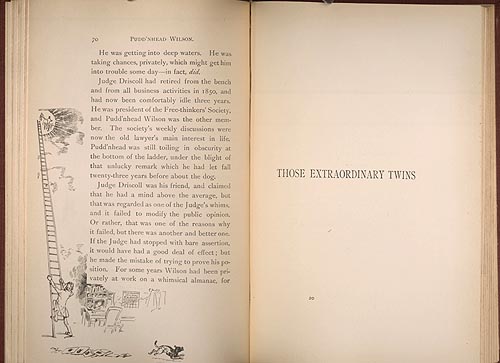 70 PUDD'NHEAD WILSON.
He was getting into deep waters. He was
taking chances, privately, which might get him
into trouble some day—in fact, did.
Judge Driscoll had retired from the bench
and from all business activities in 1850, and
had now been comfortably idle three years.
He was president of the Free-thinkers' Society,
and Pudd'nhead Wilson was the other mem-
ber. The society's weekly discussions were
now the old lawyer's main interest in life.
Pudd'nhead was still toiling in obscurity at
the bottom of the ladder, under the blight of
that unlucky remark which he had let fall
twenty-three years before about the dog.
Judge Driscoll was his friend, and claimed
that he had a mind above the average, but
that was regarded as one of the Judge's whims,
and it failed to modify the public opinion.
Or rather, that was one of the reasons why
it failed, but there was another and better one.
If the Judge had stopped with bare assertion,
it would have had a good deal of effect; but
he made the mistake of trying to prove his po-
sition. For some years Wilson had been pri-
vately at work on a whimsical almanac, for
THOSE EXTRAORDINARY TWINS
20